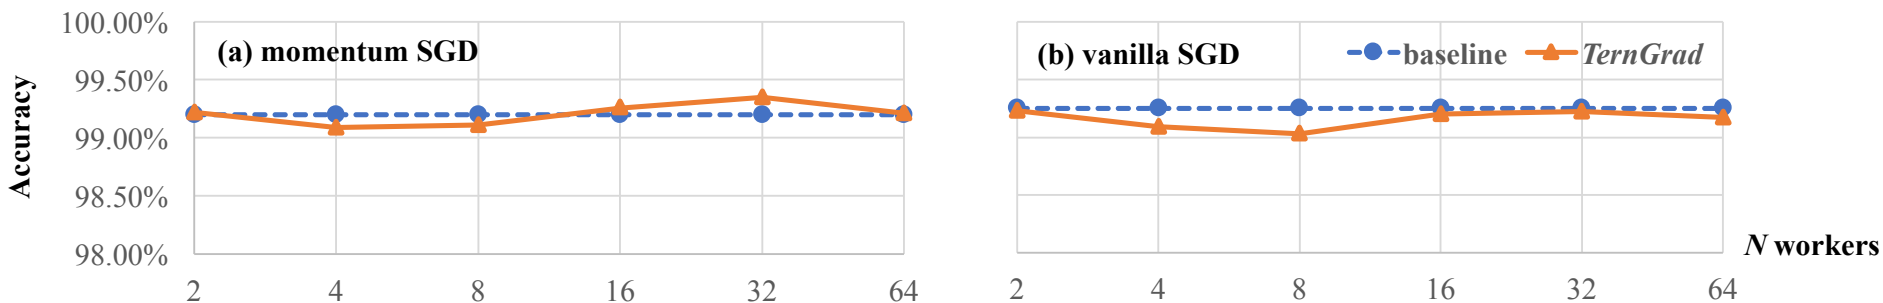 100.00%
99.50%
99.00%
98.50%
98.00%
Accuracy
(a) momentum SGD
2 4 8 16 32 64
(b) vanilla SGD
baseline TernGrad
2 4 8 16 32 64
N workers